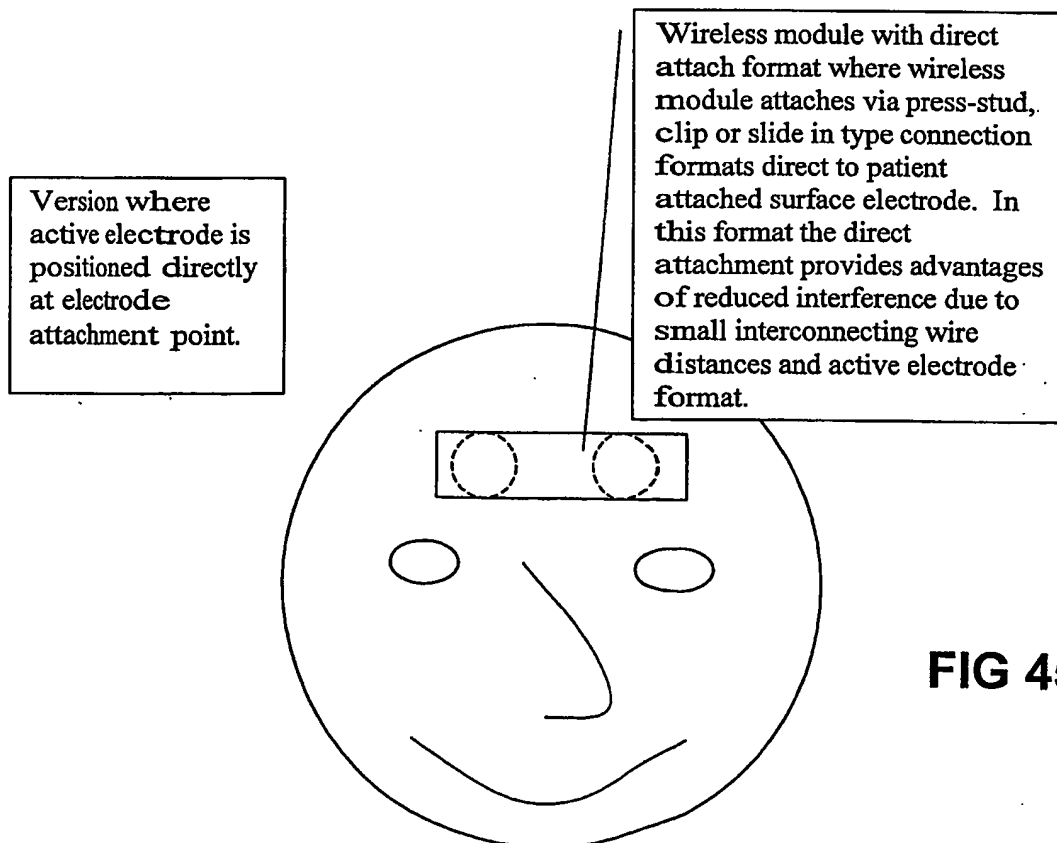 Wireless module with direct
attach format where wireless
module attaches via press-stud,
clip or slide in type connection
formats direct to patient
attached surface electrode. In
this format the direct
attachment provides advantages
of reduced interference due to
small interconnecting wire
distances and active electrode
format.
Version where
active electrode is
positioned directly
at electrode
attachment point.
FIG